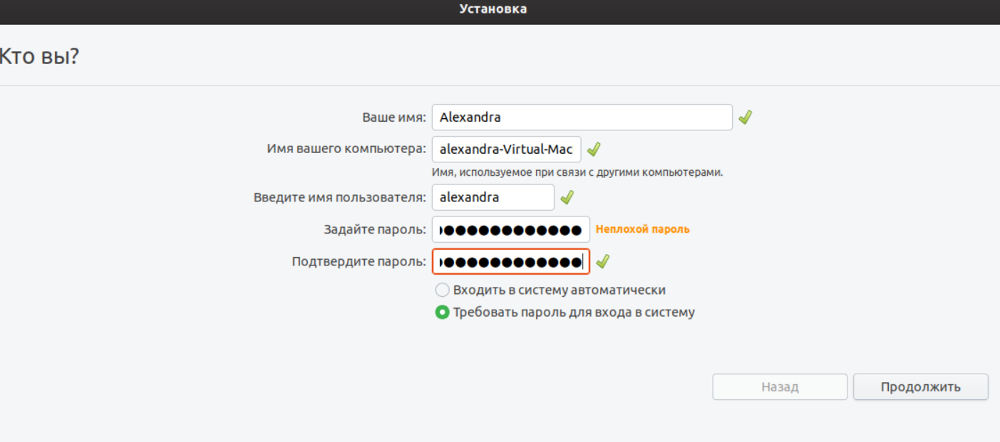 Установка
Кто вы?
Ваше имя: Alexandra
Имя вашего компьютера: alexandra-Virtual-Mac
Имя, используемое при связи с другими компьютерами.
Введите имя пользователя: alexandra
Задайте пароль: ●●●●●●●●●●●●● Неплохой пароль
Подтвердите пароль: ●●●●●●●●●●●●●
Входить в систему автоматически
Требовать пароль для входа в систему
Назад Продолжить